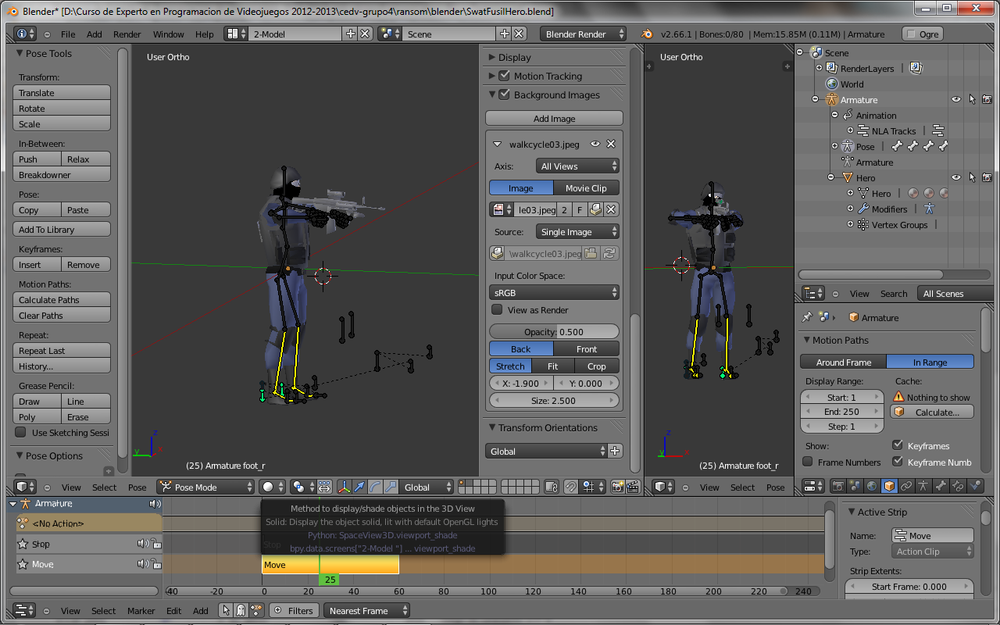 Blender* [D:\Curso de Experto en Programacion de Videojuegos 2012-2013\cedv-grupo4\ransom\blender\SwatFusilHero.blend]
File Add Render Window Help 2-Model Scene Blender Render v2.66.1 | Bones:0/80 | Mem:15.85M (0.11M) | Armature Ogre
Pose Tools
Transform:
Translate
Rotate
Scale
In-Between:
Push Relax
Breakdowner
Pose:
Copy Paste
Add To Library
Keyframes:
Insert Remove
Motion Paths:
Calculate Paths
Clear Paths
Repeat:
Repeat Last
History...
Grease Pencil:
Draw Line
Poly Erase
Use Sketching Sessi
Pose Options
User Ortho
z
y x
(25) Armature foot_r
Display
Motion Tracking
Background Images
Add Image
walkcycle03.jpeg
Axis: All Views
Image Movie Clip
le03.jpeg 2 F
Source: Single Image
\walkcycle03.jpeg
Input Color Space:
sRGB
View as Render
Opacity: 0.500
Back Front
Stretch Fit Crop
X: -1.900 Y: 0.000
Size: 2.500
Transform Orientations
Global
User Ortho
z
y x
(25) Armature foot_r
Scene
RenderLayers |
World
Armature
Animation
NLA Tracks |
Pose |
Armature
Hero
Hero |
Modifiers |
Vertex Groups |
View Search All Scenes
Armature
Motion Paths
Around Frame In Range
Display Range: Cache:
Start: 1 Nothing to show
End: 250 Calculate...
Step: 1
Show: Keyframes
Frame Numbers Keyframe Numb
View Select Pose Pose Mode Global
View Select Pose
Armature
<No Action>
Stop
Move
Method to display/shade objects in the 3D View
Solid: Display the object solid, lit with default OpenGL lights
Python: SpaceView3D.viewport_shade
bpy.data.screens["2-Model "] ... viewport_shade
Stop
Move
25
-40 -20 0 20 40 60 80 100 120 140 160 180 200 220 240
View Select Marker Edit Add Filters Nearest Frame
Active Strip
Name: Move
Type: Action Clip
Strip Extents:
Start Frame: 0.000